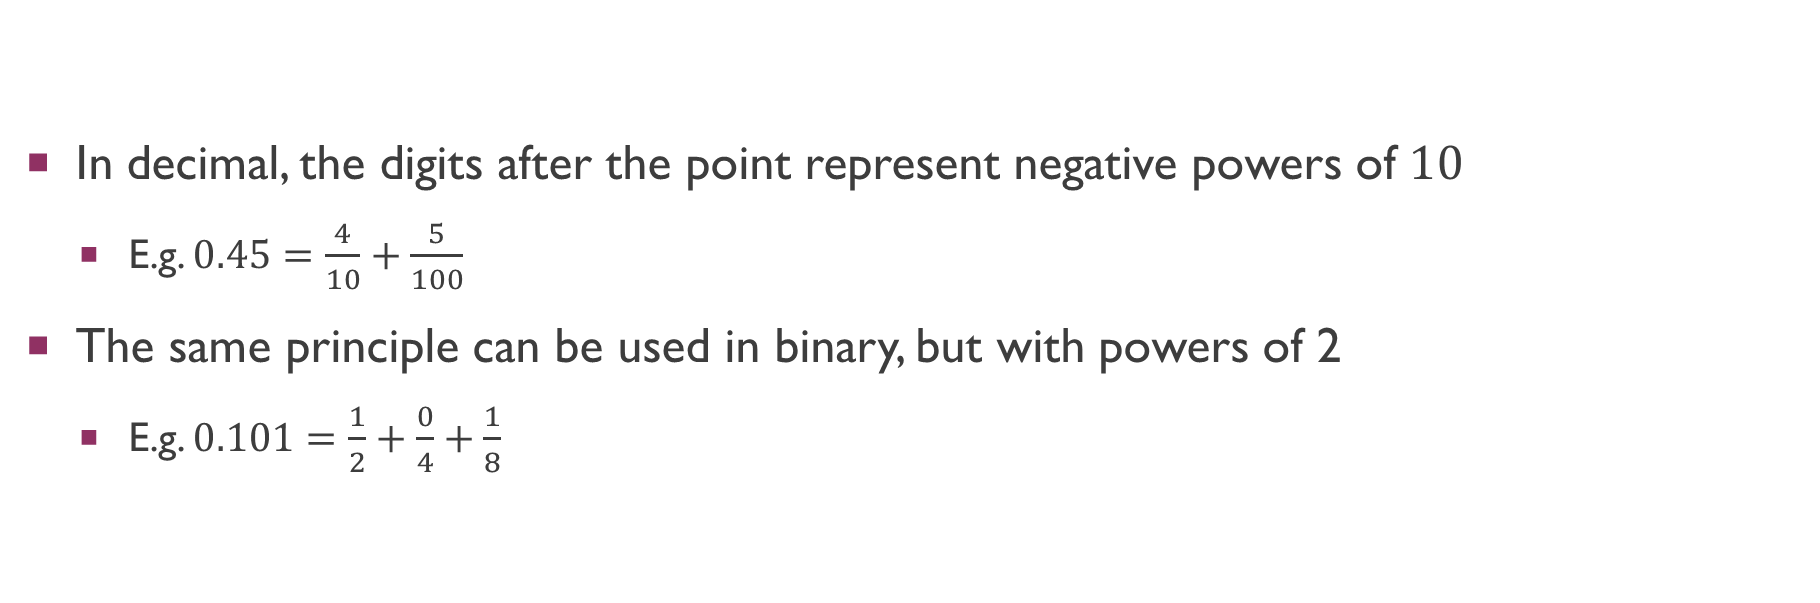 ▪ In decimal, the digits after the point represent negative powers of 10
▪ E.g. 0.45 = 4/10 + 5/100
▪ The same principle can be used in binary, but with powers of 2
▪ E.g. 0.101 = 1/2 + 0/4 + 1/8